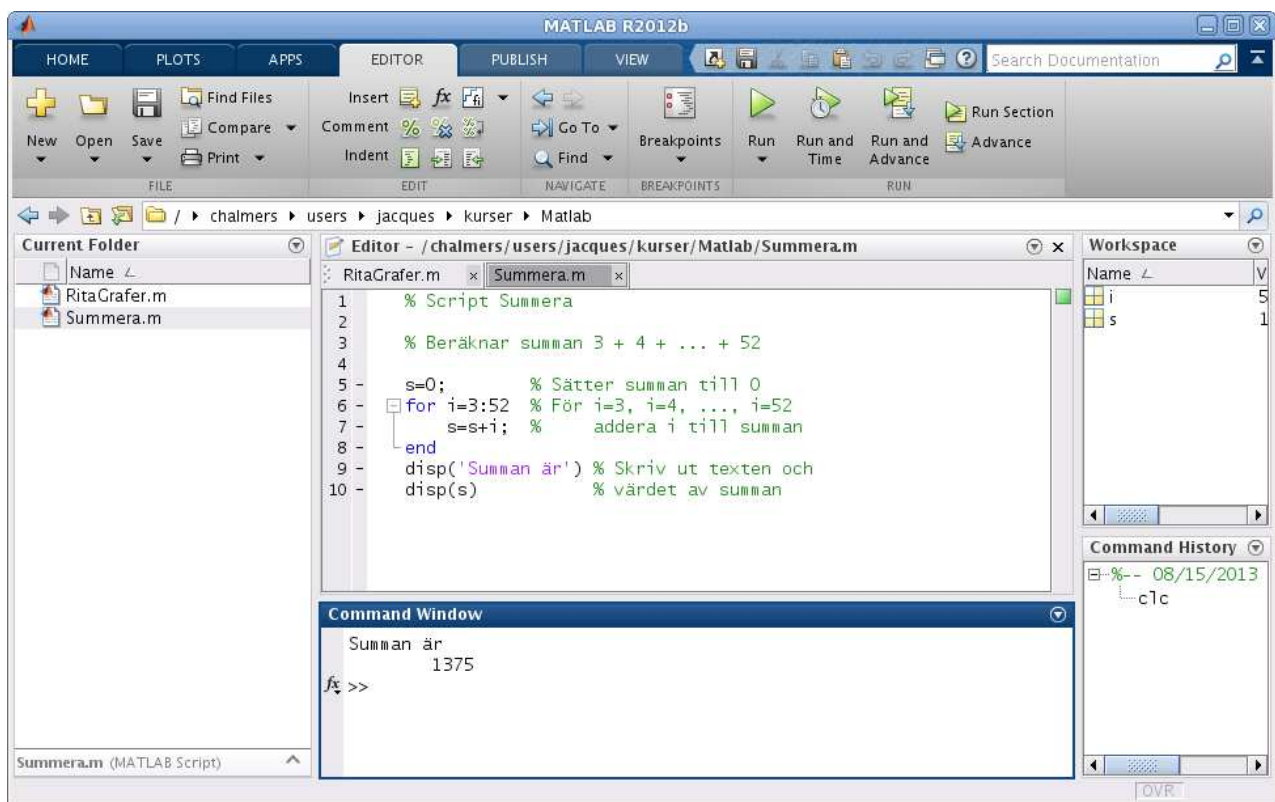 MATLAB R2012b
HOME PLOTS APPS EDITOR PUBLISH VIEW Search Documentation
New Open Save Find Files Compare Print
FILE
Insert fx
Comment %
Indent
EDIT
Go To
Find
NAVIGATE
Breakpoints
BREAKPOINTS
Run Run and Time Run and Advance Run Section Advance
RUN
/ chalmers users jacques kurser Matlab
Current Folder
Name
RitaGrafer.m
Summera.m
Summera.m (MATLAB Script)
Editor - /chalmers/users/jacques/kurser/Matlab/Summera.m
RitaGrafer.m × Summera.m ×
1 % Script Summera
2
3 % Beräknar summan 3 + 4 + ... + 52
4
5 - s=0; % Sätter summan till 0
6 - for i=3:52 % För i=3, i=4, ..., i=52
7 - s=s+i; % addera i till summan
8 - end
9 - disp('Summan är') % Skriv ut texten och
10 - disp(s) % värdet av summan
Command Window
Summan är
1375
fx >>
Workspace
Name V
i 5
s 1
Command History
%-- 08/15/2013
clc
OVR